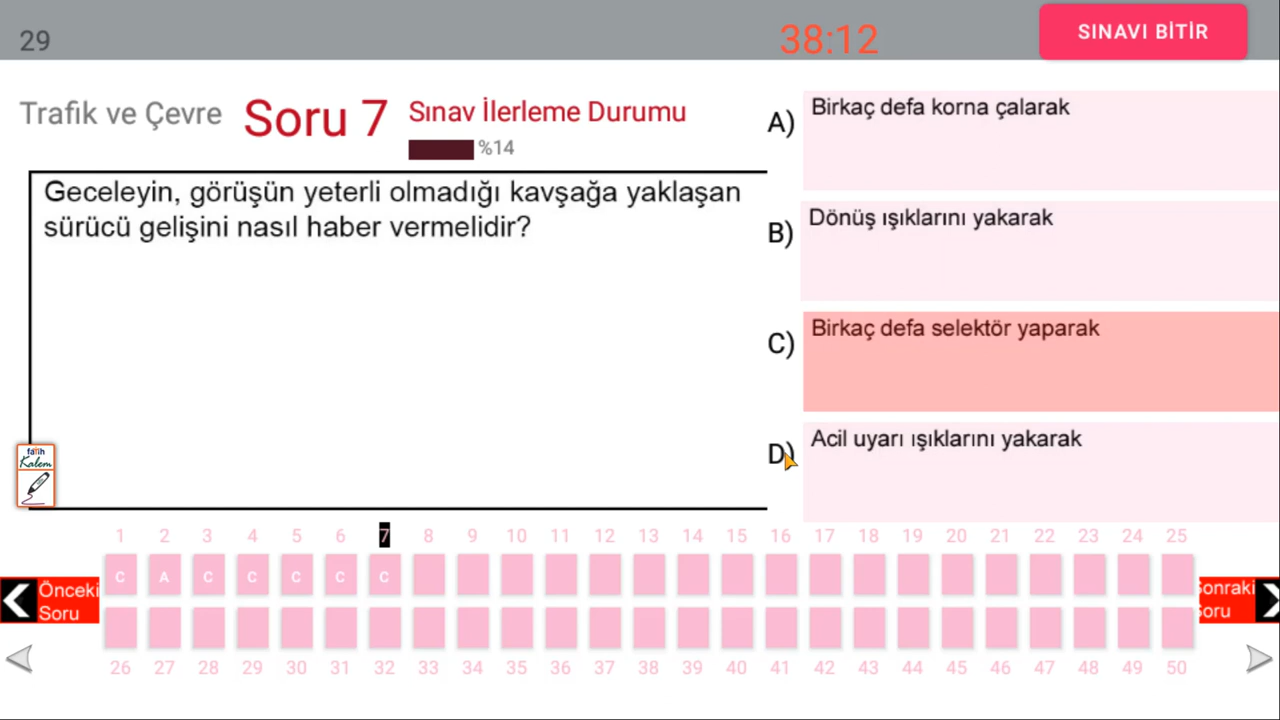 29
38:12
SINAVI BİTİR
Trafik ve Çevre
Soru 7
Sınav İlerleme Durumu
%14
Geceleyin, görüşün yeterli olmadığı kavşağa yaklaşan
sürücü gelişini nasıl haber vermelidir?
A)
Birkaç defa korna çalarak
B)
Dönüş ışıklarını yakarak
C)
Birkaç defa selektör yaparak
D)
Acil uyarı ışıklarını yakarak
fatih
Kalem
1 2 3 4 5 6 7 8 9 10 11 12 13 14 15 16 17 18 19 20 21 22 23 24 25
C A C C C C C
Önceki
Soru
Sonraki
Soru
26 27 28 29 30 31 32 33 34 35 36 37 38 39 40 41 42 43 44 45 46 47 48 49 50